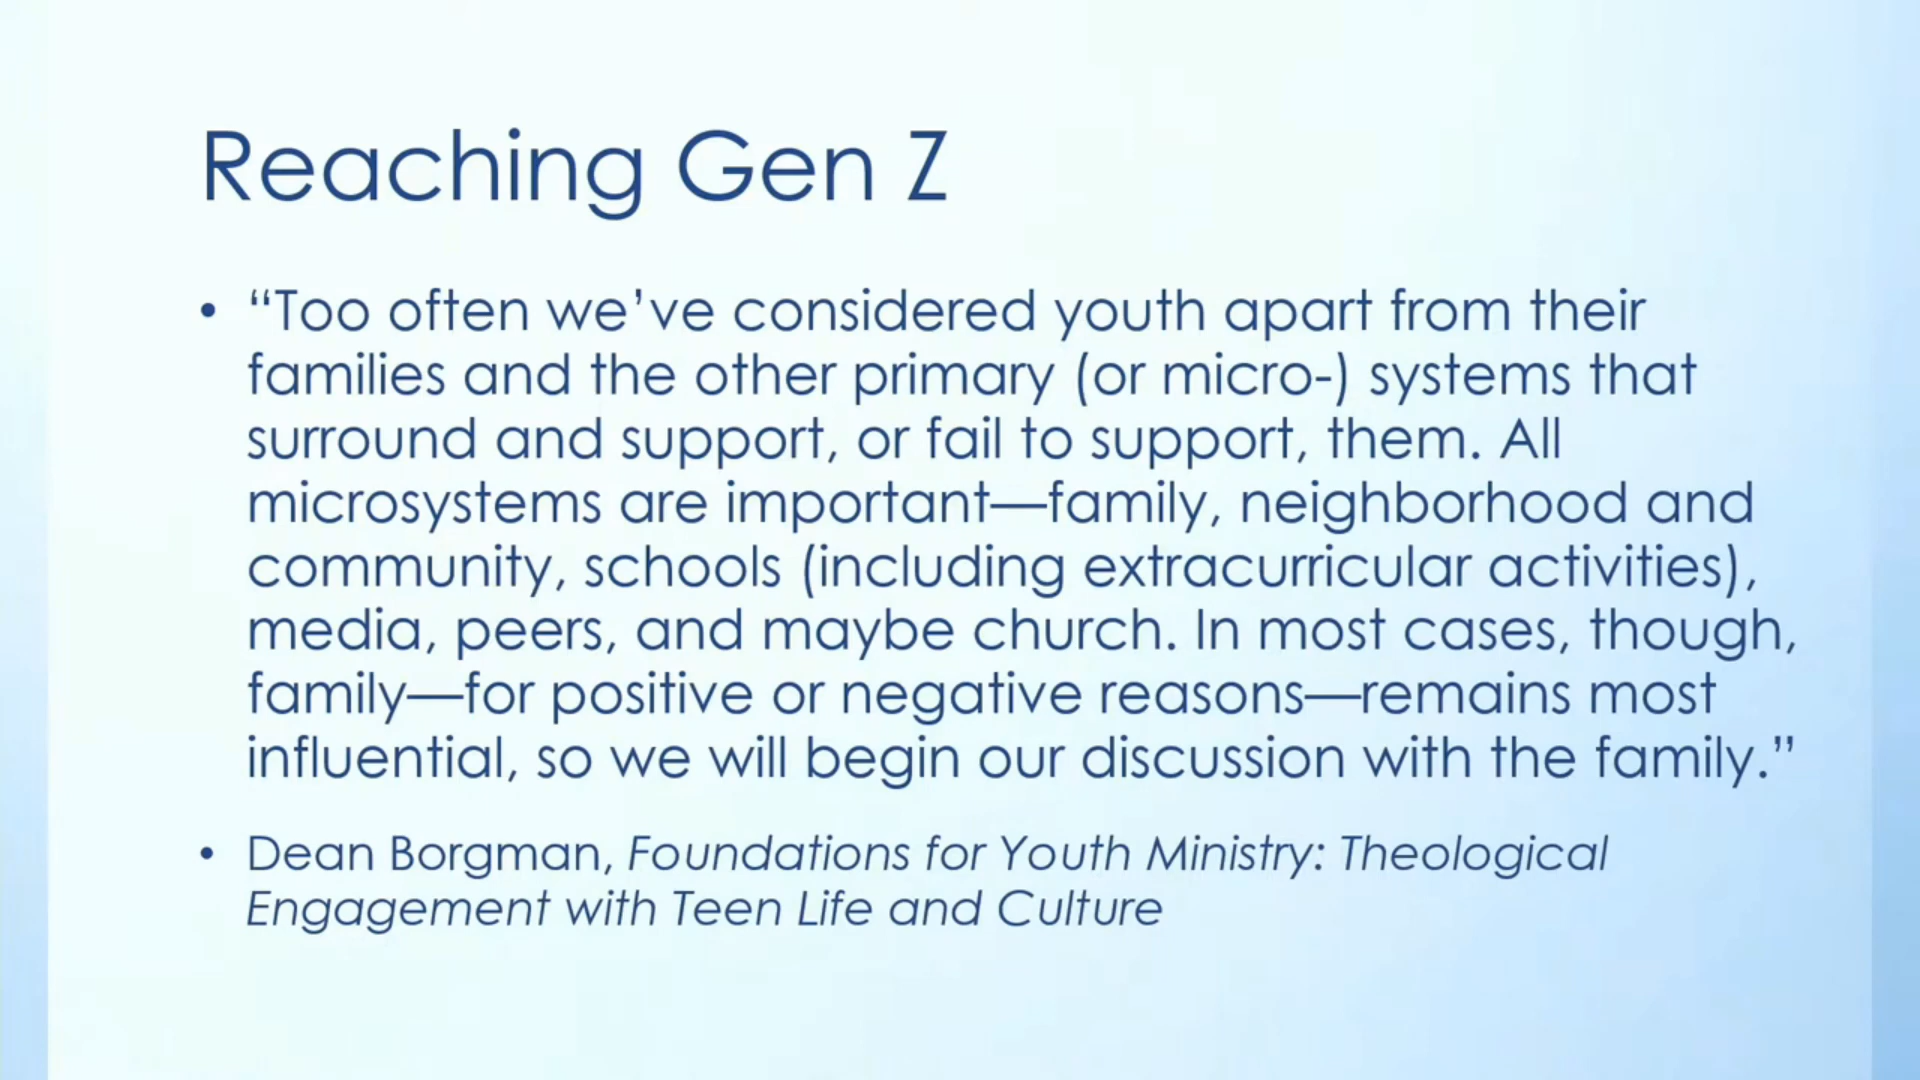 Reaching Gen Z
• “Too often we’ve considered youth apart from their
families and the other primary (or micro-) systems that
surround and support, or fail to support, them. All
microsystems are important—family, neighborhood and
community, schools (including extracurricular activities),
media, peers, and maybe church. In most cases, though,
family—for positive or negative reasons—remains most
influential, so we will begin our discussion with the family.”
• Dean Borgman, Foundations for Youth Ministry: Theological
Engagement with Teen Life and Culture